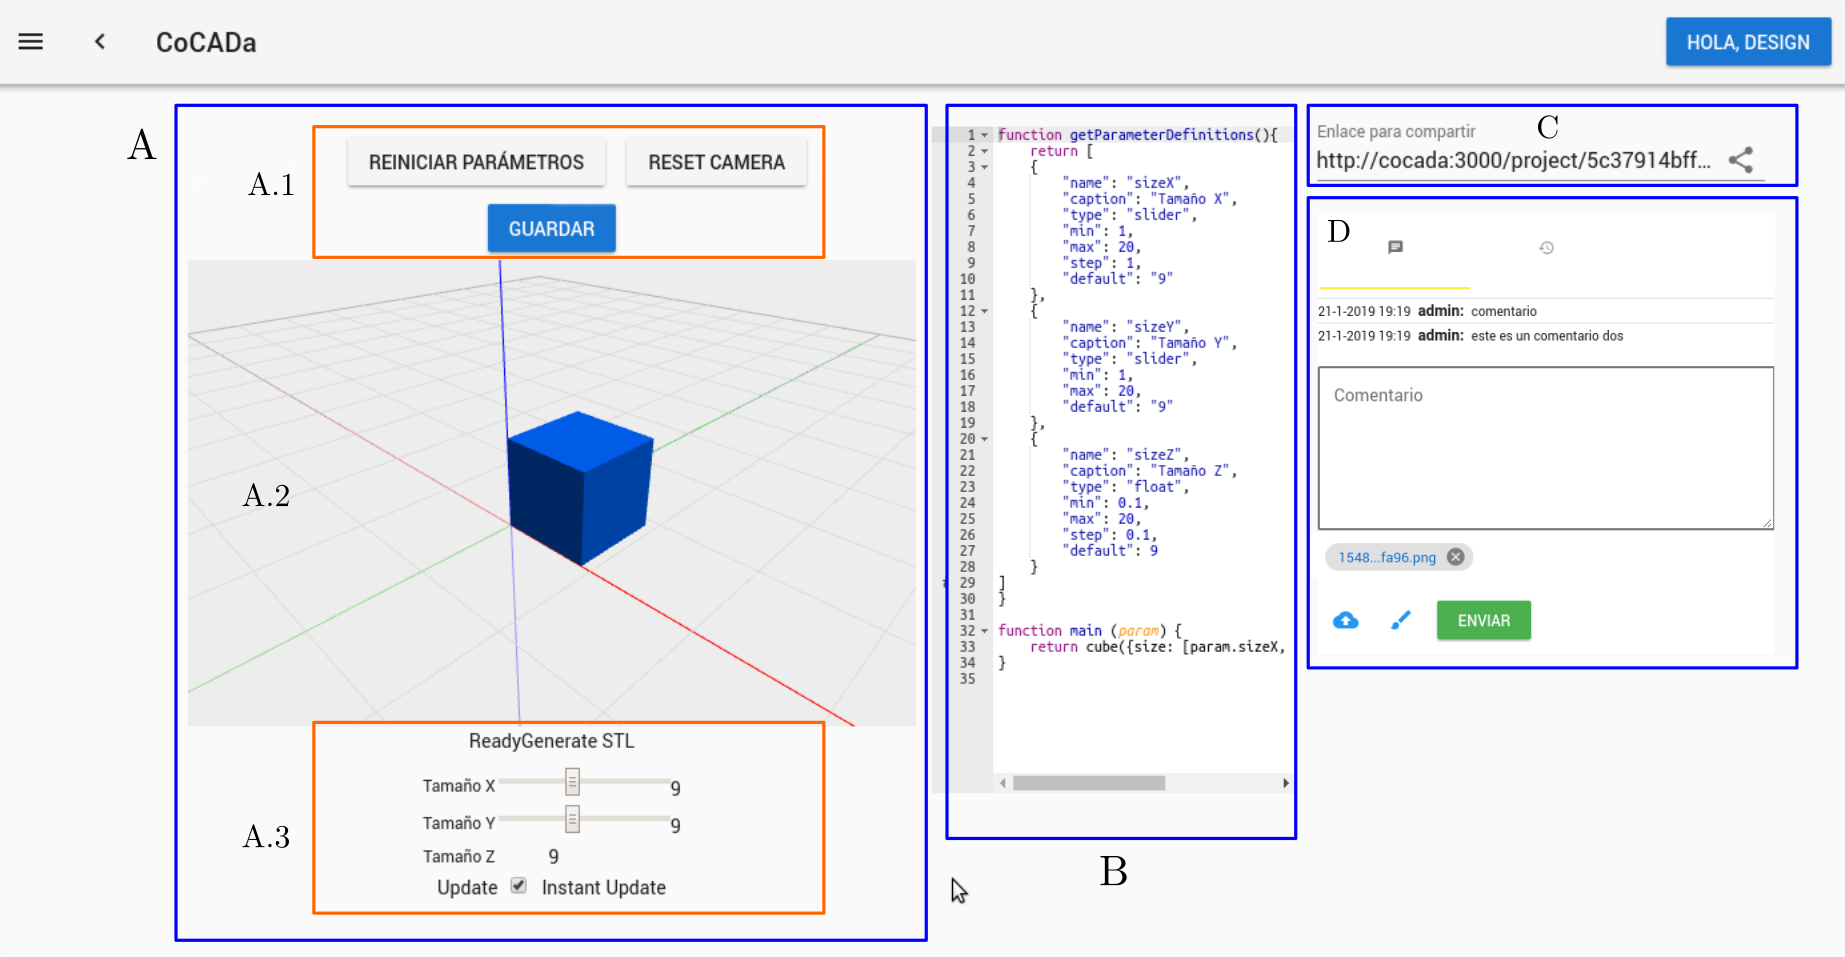 CoCADa
HOLA, DESIGN
A
A.1
REINICIAR PARÁMETROS
RESET CAMERA
GUARDAR
A.2
A.3
ReadyGenerate STL
Tamaño X 9
Tamaño Y 9
Tamaño Z 9
Update Instant Update
1 function getParameterDefinitions(){
2 return [
3 {
4 "name": "sizeX",
5 "caption": "Tamaño X",
6 "type": "slider",
7 "min": 1,
8 "max": 20,
9 "step": 1,
10 "default": "9"
11 },
12 {
13 "name": "sizeY",
14 "caption": "Tamaño Y",
15 "type": "slider",
16 "min": 1,
17 "max": 20,
18 "default": "9"
19 },
20 {
21 "name": "sizeZ",
22 "caption": "Tamaño Z",
23 "type": "float",
24 "min": 0.1,
25 "max": 20,
26 "step": 0.1,
27 "default": 9
28 }
29 ]
30 }
31
32 function main (param) {
33 return cube({size: [param.sizeX,
34 }
35
B
C
Enlace para compartir
http://cocada:3000/project/5c37914bff...
D
21-1-2019 19:19 admin: comentario
21-1-2019 19:19 admin: este es un comentario dos
Comentario
1548...fa96.png
ENVIAR